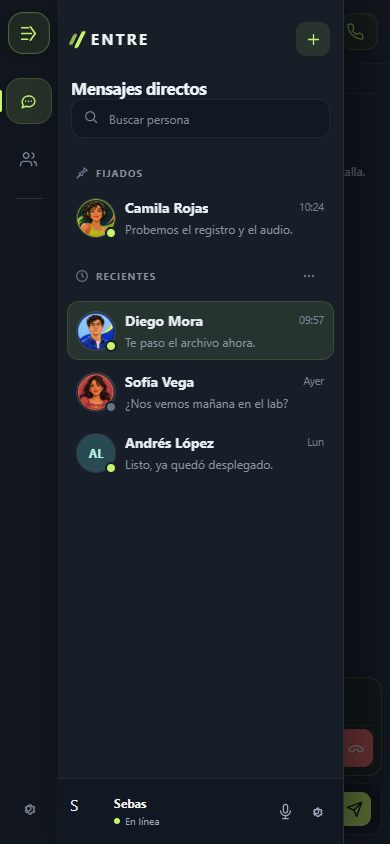 ENTRE
Mensajes directos
Buscar persona
FIJADOS
Camila Rojas 10:24
Probemos el registro y el audio.
RECIENTES
Diego Mora 09:57
Te paso el archivo ahora.
Sofía Vega Ayer
¿Nos vemos mañana en el lab?
AL Andrés López Lun
Listo, ya quedó desplegado.
S Sebas
En línea
alla.